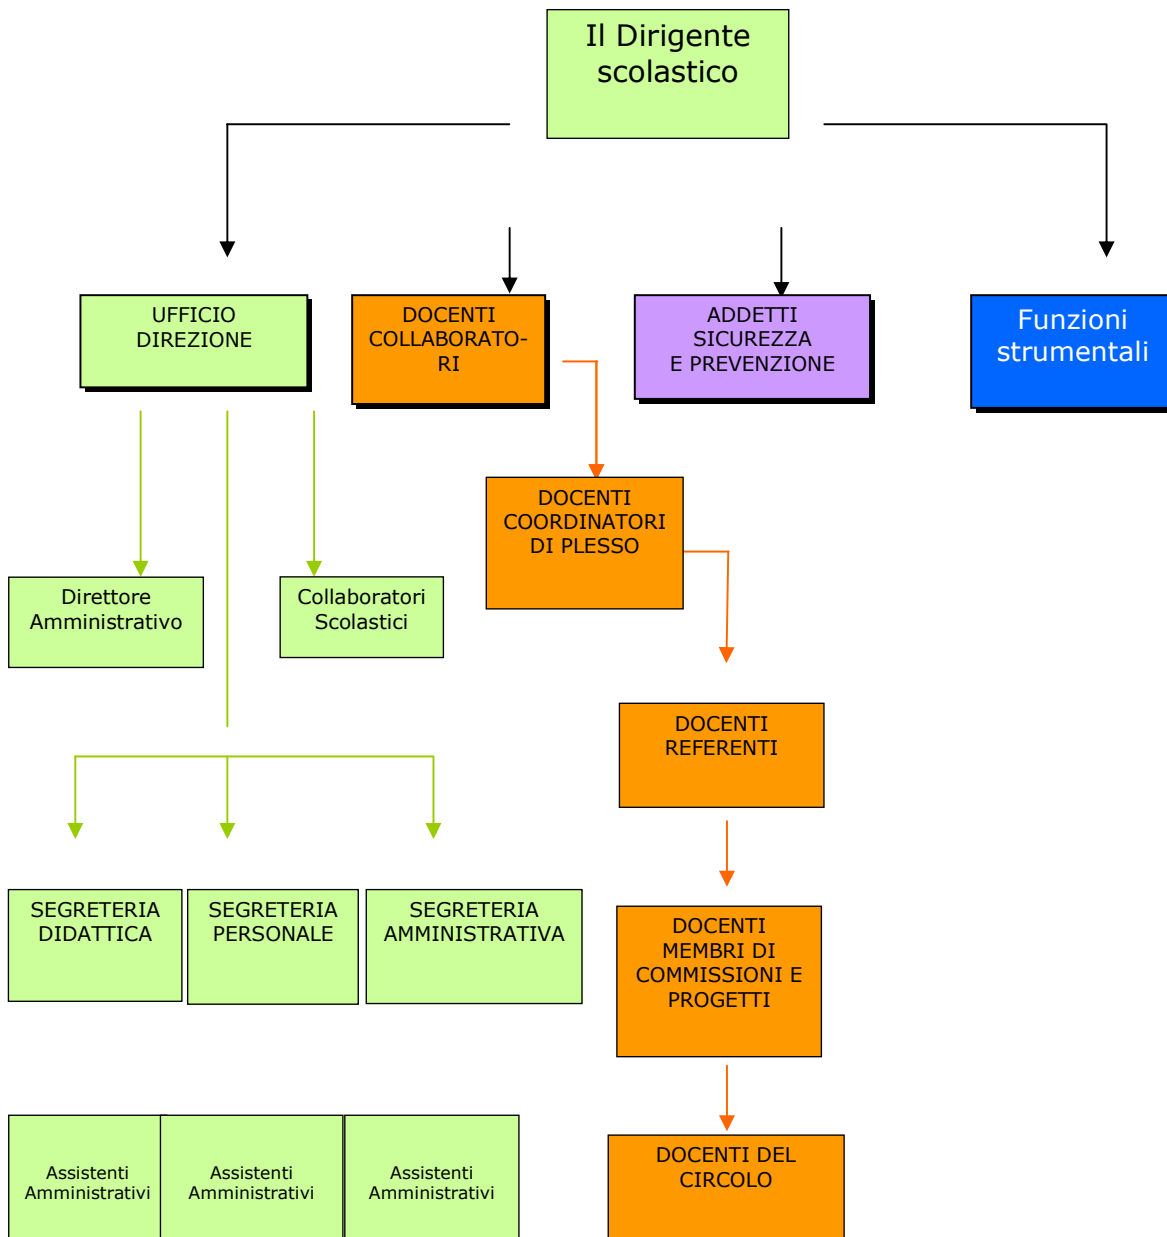 Il Dirigente
scolastico
UFFICIO
DIREZIONE
DOCENTI
COLLABORATO-
RI
ADDETTI
SICUREZZA
E PREVENZIONE
Funzioni
strumentali
DOCENTI
COORDINATORI
DI PLESSO
Direttore
Amministrativo
Collaboratori
Scolastici
DOCENTI
REFERENTI
SEGRETERIA
DIDATTICA
SEGRETERIA
PERSONALE
SEGRETERIA
AMMINISTRATIVA
DOCENTI
MEMBRI DI
COMMISSIONI E
PROGETTI
Assistenti
Amministrativi
Assistenti
Amministrativi
Assistenti
Amministrativi
DOCENTI DEL
CIRCOLO